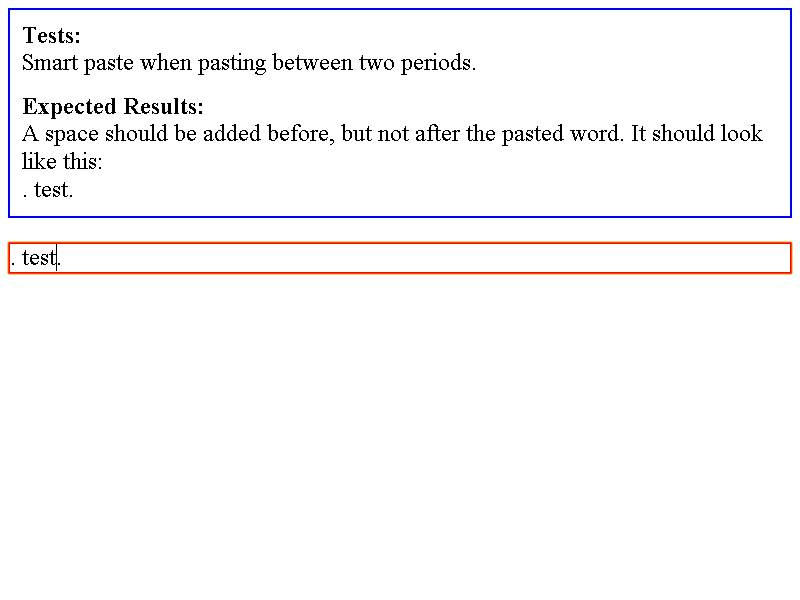 Tests:
Smart paste when pasting between two periods.
Expected Results:
A space should be added before, but not after the pasted word. It should look
like this:
. test.
. test.